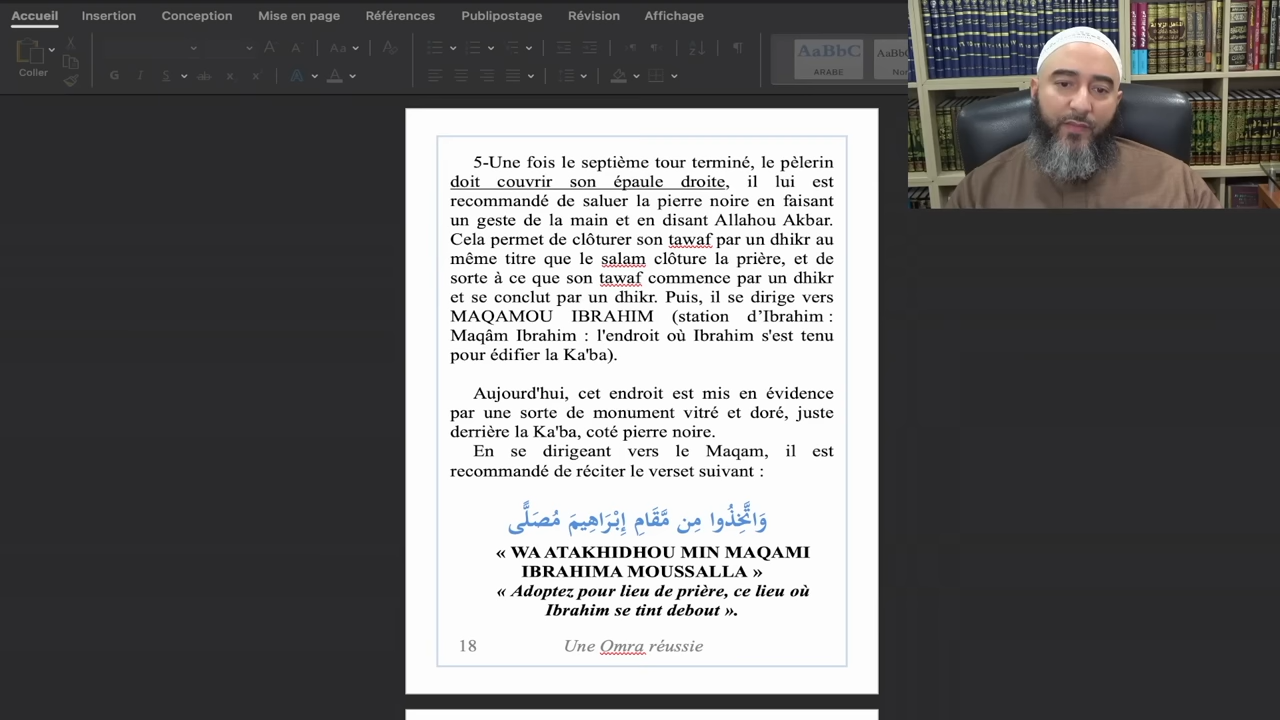 Accueil Insertion Conception Mise en page Références Publipostage Révision Affichage
Coller
G I S
Aa
AaBbC AaBbC
ARABE Nor
5-Une fois le septième tour terminé, le pèlerin
doit couvrir son épaule droite, il lui est
recommandé de saluer la pierre noire en faisant
un geste de la main et en disant Allahou Akbar.
Cela permet de clôturer son tawaf par un dhikr au
même titre que le salam clôture la prière, et de
sorte à ce que son tawaf commence par un dhikr
et se conclut par un dhikr. Puis, il se dirige vers
MAQAMOU IBRAHIM (station d’Ibrahim :
Maqâm Ibrahim : l'endroit où Ibrahim s'est tenu
pour édifier la Ka'ba).
Aujourd'hui, cet endroit est mis en évidence
par une sorte de monument vitré et doré, juste
derrière la Ka'ba, coté pierre noire.
En se dirigeant vers le Maqam, il est
recommandé de réciter le verset suivant :
وَاتَّخِذُوا مِن مَّقَامِ إِبْرَاهِيمَ مُصَلًّى
« WA ATAKHIDHOU MIN MAQAMI
IBRAHIMA MOUSSALLA »
« Adoptez pour lieu de prière, ce lieu où
Ibrahim se tint debout ».
18 Une Omra réussie